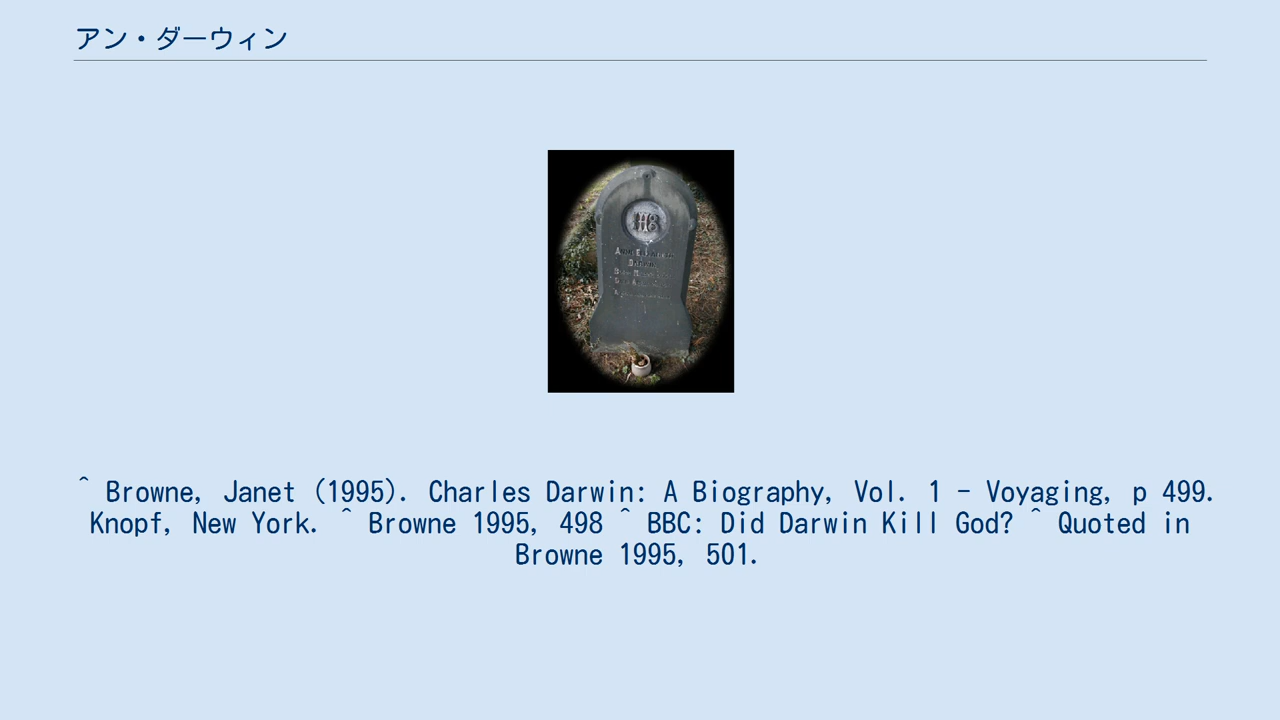 アン・ダーウィン
IHS
^ Browne, Janet (1995). Charles Darwin: A Biography, Vol. 1 - Voyaging, p 499.
Knopf, New York. ^ Browne 1995, 498 ^ BBC: Did Darwin Kill God? ^ Quoted in
Browne 1995, 501.